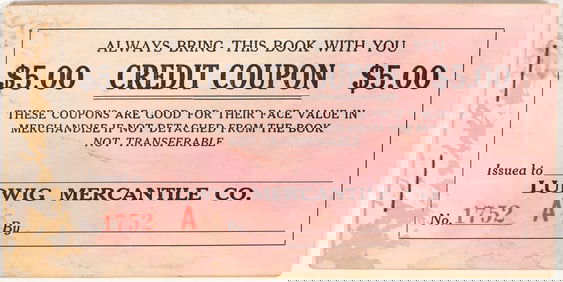 ALWAYS BRING THIS BOOK WITH YOU
$5.00 CREDIT COUPON $5.00
THESE COUPONS ARE GOOD FOR THEIR FACE VALUE IN
MERCHANDISE IF NOT DETACHED FROM THE BOOK
NOT TRANSFERABLE
Issued to
LUDWIG MERCANTILE CO.
1752 A
No. 1752 A
By